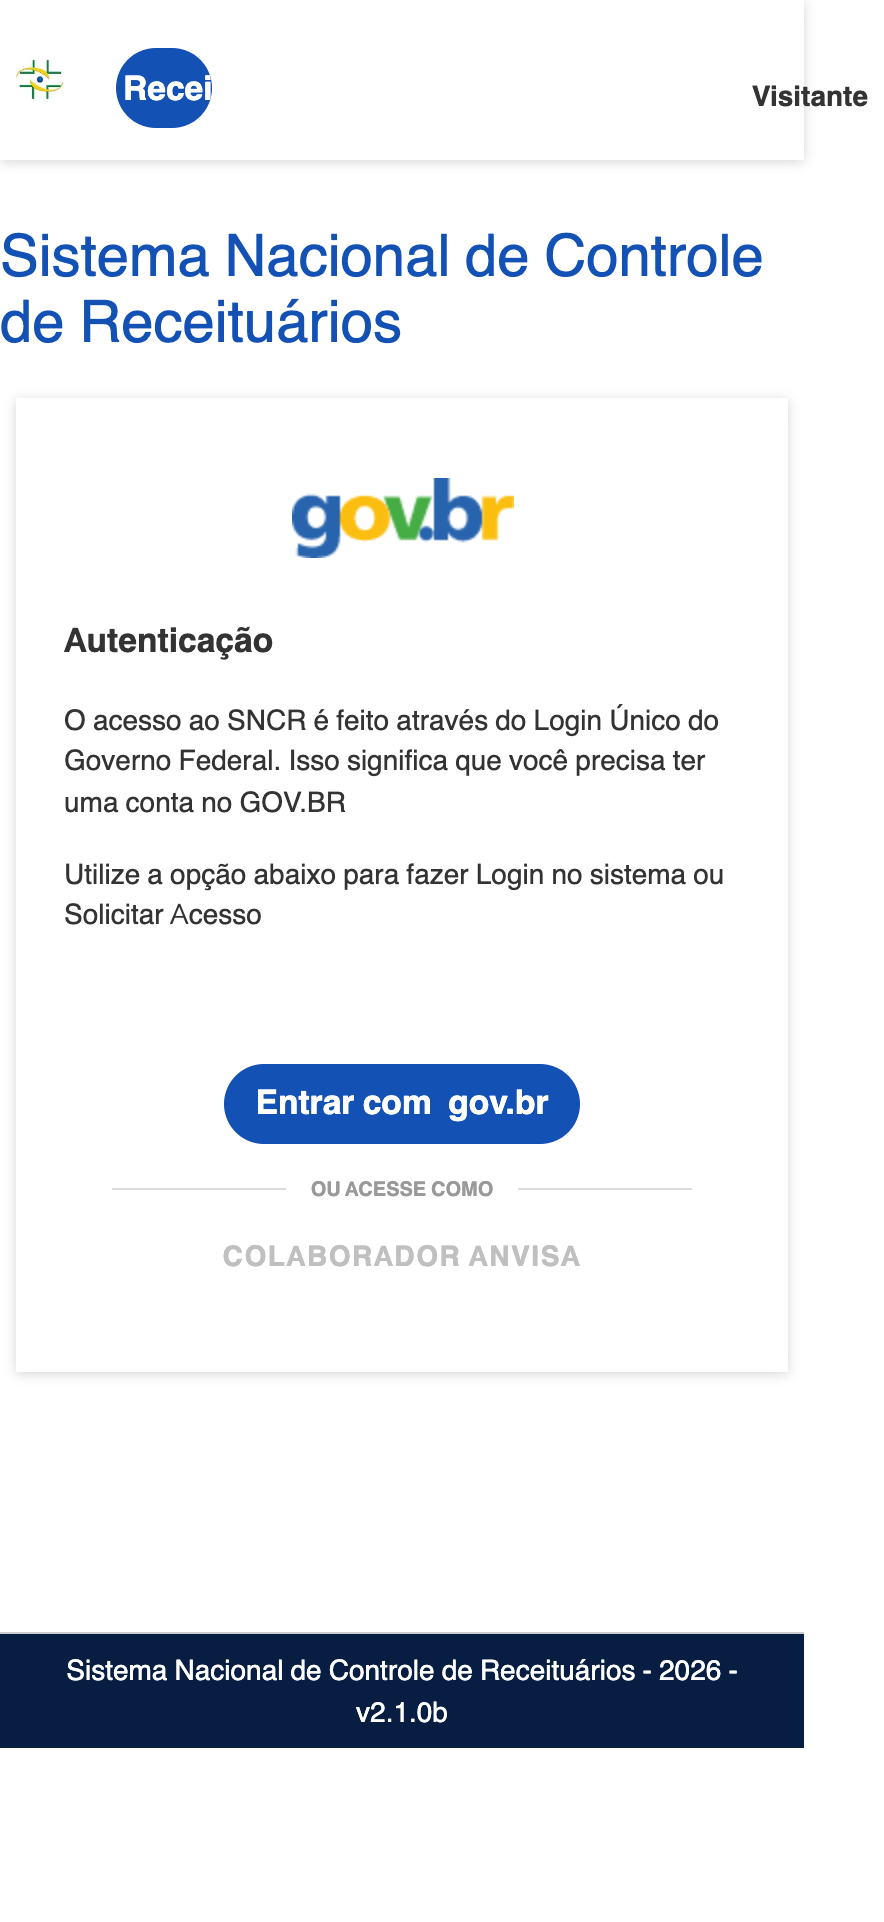 Recei
Visitante
Sistema Nacional de Controle
de Receituários
gov.br
Autenticação
O acesso ao SNCR é feito através do Login Único do
Governo Federal. Isso significa que você precisa ter
uma conta no GOV.BR
Utilize a opção abaixo para fazer Login no sistema ou
Solicitar Acesso
Entrar com gov.br
OU ACESSE COMO
COLABORADOR ANVISA
Sistema Nacional de Controle de Receituários - 2026 -
v2.1.0b